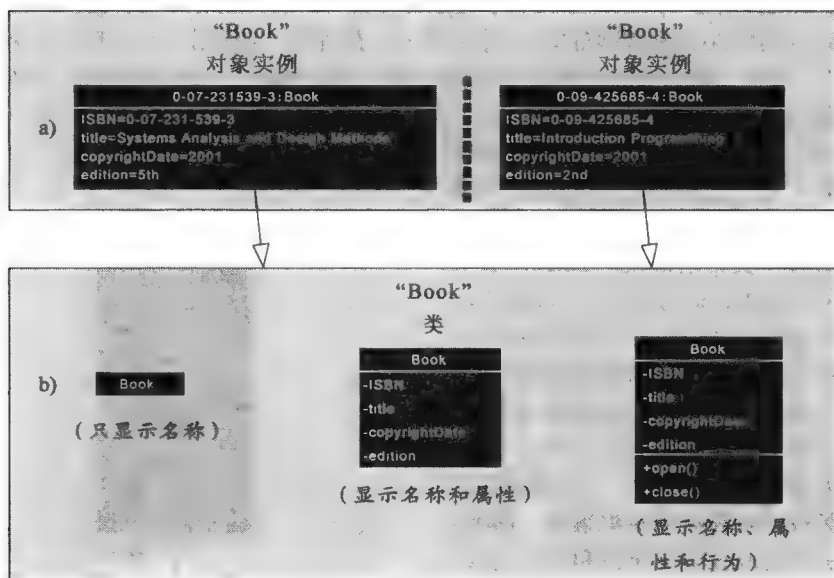 “Book”
对象实例
“Book”
对象实例
a)
0-07-231539-3:Book
ISBN=0-07-231-539-3
title=Systems Analysis and Design Methods
copyrightDate=2001
edition=5th
0-09-425685-4:Book
ISBN=0-09-425685-4
title=Introduction Programming
copyrightDate=2001
edition=2nd
“Book”
类
b)
Book
(只显示名称)
Book
-ISBN
-title
-copyrightDate
-edition
(显示名称和属性)
Book
-ISBN
-title
-copyrightDate
-edition
+open()
+close()
(显示名称、属
性和行为)